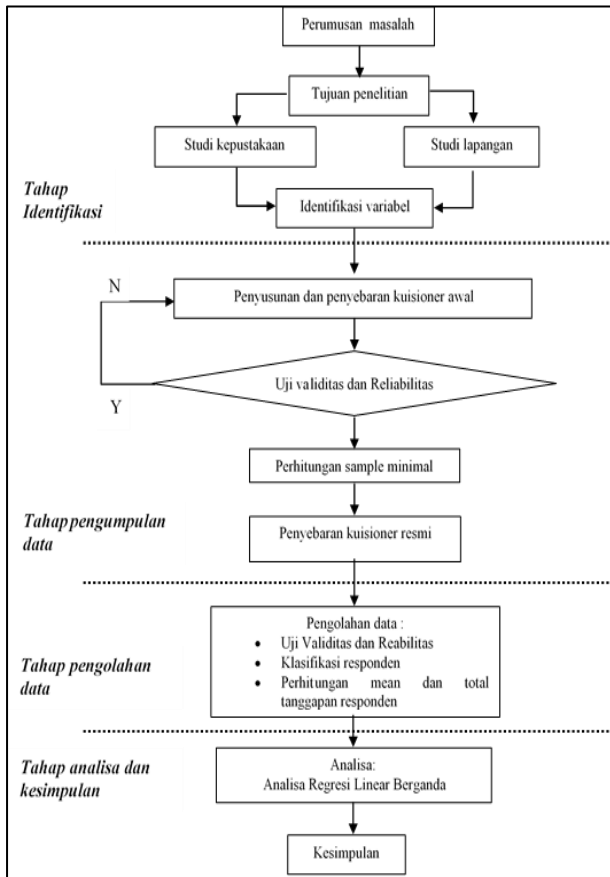 Perumusan masalah
Tujuan penelitian
Studi kepustakaan
Studi lapangan
Tahap
Identifikasi
Identifikasi variabel
N
Penyusunan dan penyebaran kuisioner awal
Uji validitas dan Reliabilitas
Y
Perhitungan sample minimal
Tahap pengumpulan
data
Penyebaran kuisioner resmi
Pengolahan data :
• Uji Validitas dan Reabilitas
• Klasifikasi responden
• Perhitungan mean dan total
tanggapan responden
Tahap pengolahan
data
Tahap analisa dan
kesimpulan
Analisa:
Analisa Regresi Linear Berganda
Kesimpulan